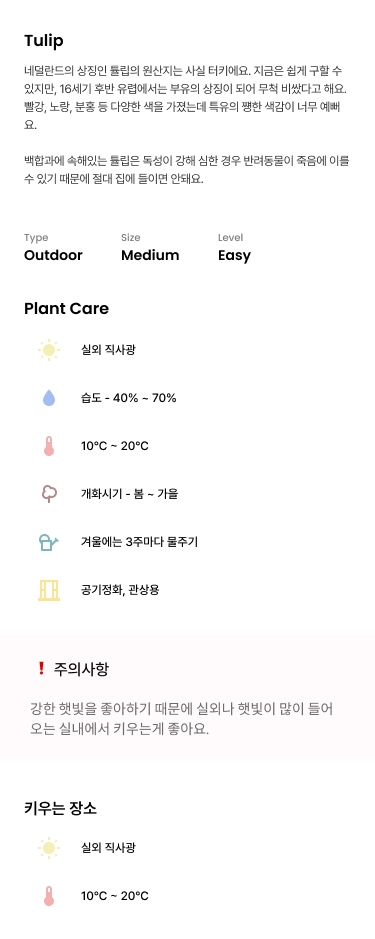 Tulip
네덜란드의 상징인 튤립의 원산지는 사실 터키에요. 지금은 쉽게 구할 수
있지만, 16세기 후반 유렵에서는 부유의 상징이 되어 무척 비쌌다고 해요.
빨강, 노랑, 분홍 등 다양한 색을 가졌는데 특유의 쨍한 색감이 너무 예뻐
요.
백합과에 속해있는 튤립은 독성이 강해 심한 경우 반려동물이 죽음에 이를
수 있기 때문에 절대 집에 들이면 안돼요.
Type Size Level
Outdoor Medium Easy
Plant Care
실외 직사광
습도 - 40% ~ 70%
10℃ ~ 20℃
개화시기 - 봄 ~ 가을
겨울에는 3주마다 물주기
공기정화, 관상용
❗ 주의사항
강한 햇빛을 좋아하기 때문에 실외나 햇빛이 많이 들어
오는 실내에서 키우는게 좋아요.
키우는 장소
실외 직사광
10℃ ~ 20℃